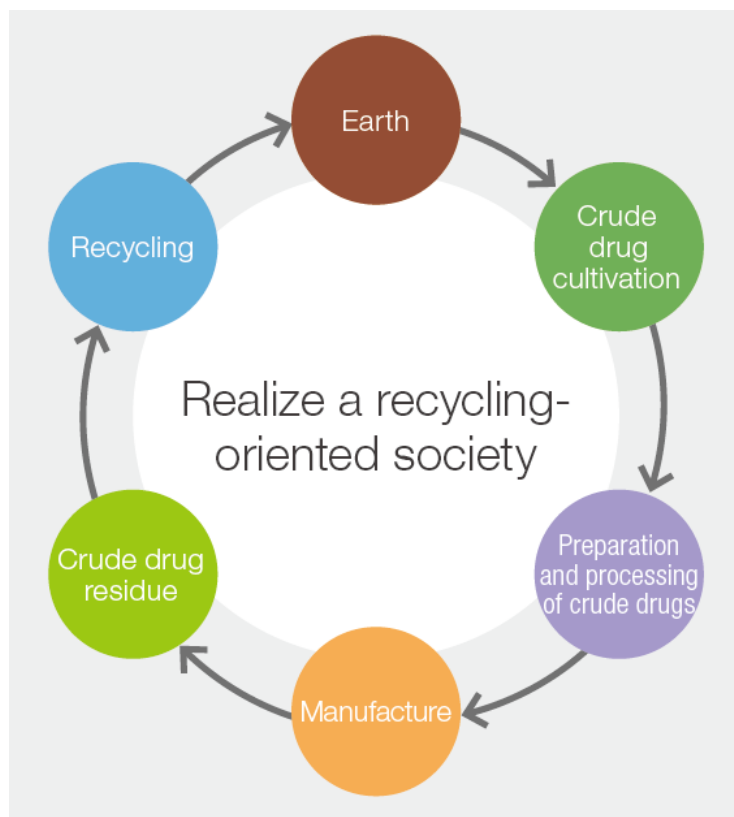 Earth
Crude
drug
cultivation
Preparation
and processing
of crude drugs
Manufacture
Crude drug
residue
Recycling
Realize a recycling-
oriented society